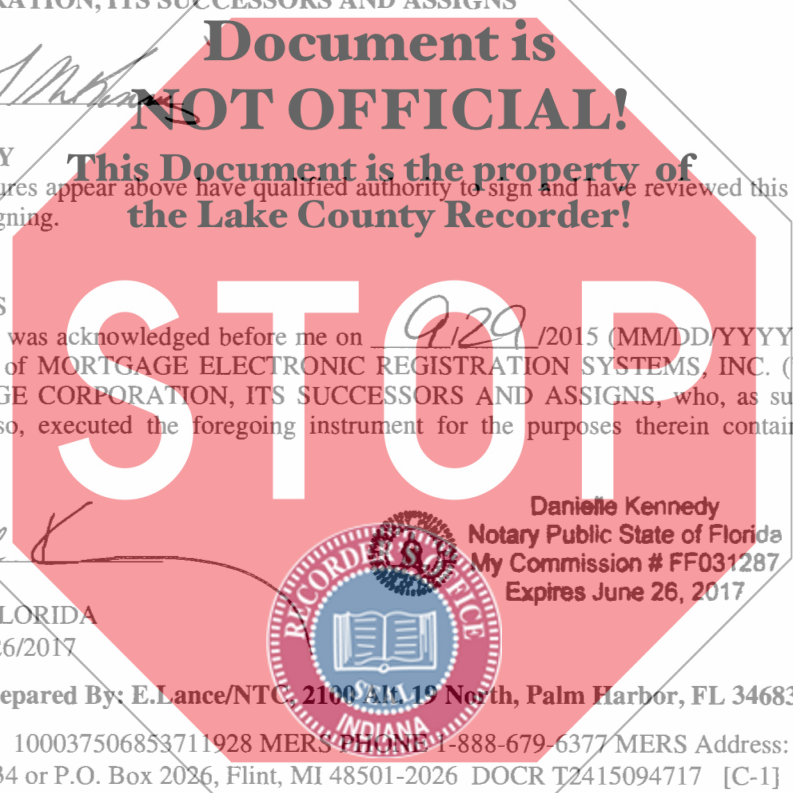 RATION, ITS SUCCESSORS AND ASSIGNS
Document is
NOT OFFICIAL!
Y
This Document is the property of
ures appear above have qualified authority to sign and have reviewed this
gning.
the Lake County Recorder!
STOP
S
was acknowledged before me on 9/29/2015 (MM/DD/YYYY
of MORTGAGE ELECTRONIC REGISTRATION SYSTEMS, INC. (
GE CORPORATION, ITS SUCCESSORS AND ASSIGNS, who, as su
so, executed the foregoing instrument for the purposes therein contain
Danielle Kennedy
Notary Public State of Florida
My Commission # FF031287
Expires June 26, 2017
RECORDER'S OFFICE
SEAL
INDIANA
LORIDA
26/2017
epared By: E.Lance/NTC, 2100 Alt. 19 North, Palm Harbor, FL 34683
100037506853711928 MERS PHONE 1-888-679-6377 MERS Address:
34 or P.O. Box 2026, Flint, MI 48501-2026 DOCR T2415094717 [C-1]